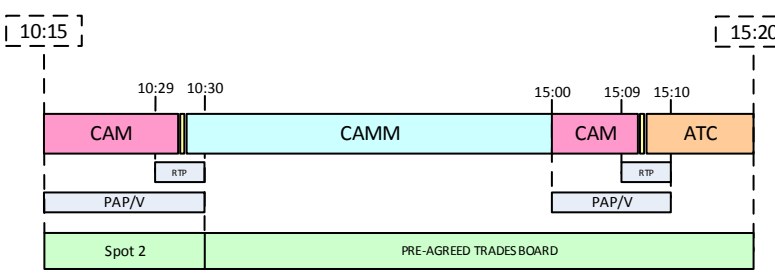 10:15
15:20
10:29 10:30 15:00 15:09 15:10
CAM CAMM CAM ATC
RTP RTP
PAP/V PAP/V
Spot 2 PRE-AGREED TRADES BOARD